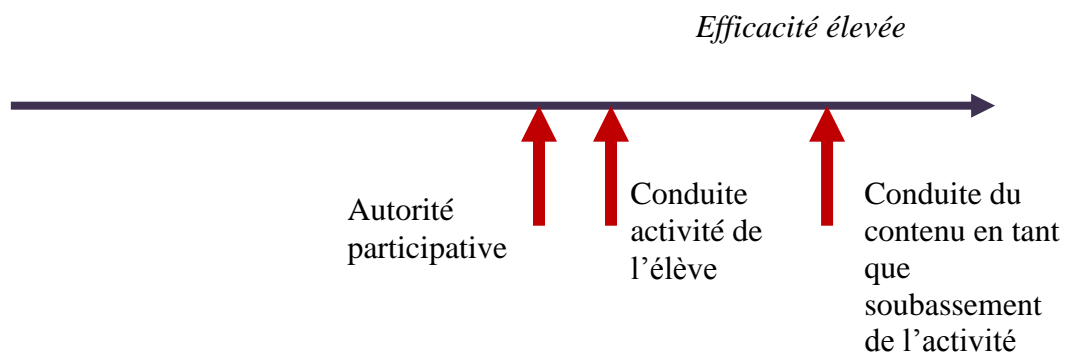 Efficacité élevée
Autorité
participative
Conduite
activité de
l’élève
Conduite du
contenu en tant
que
soubassement
de l’activité